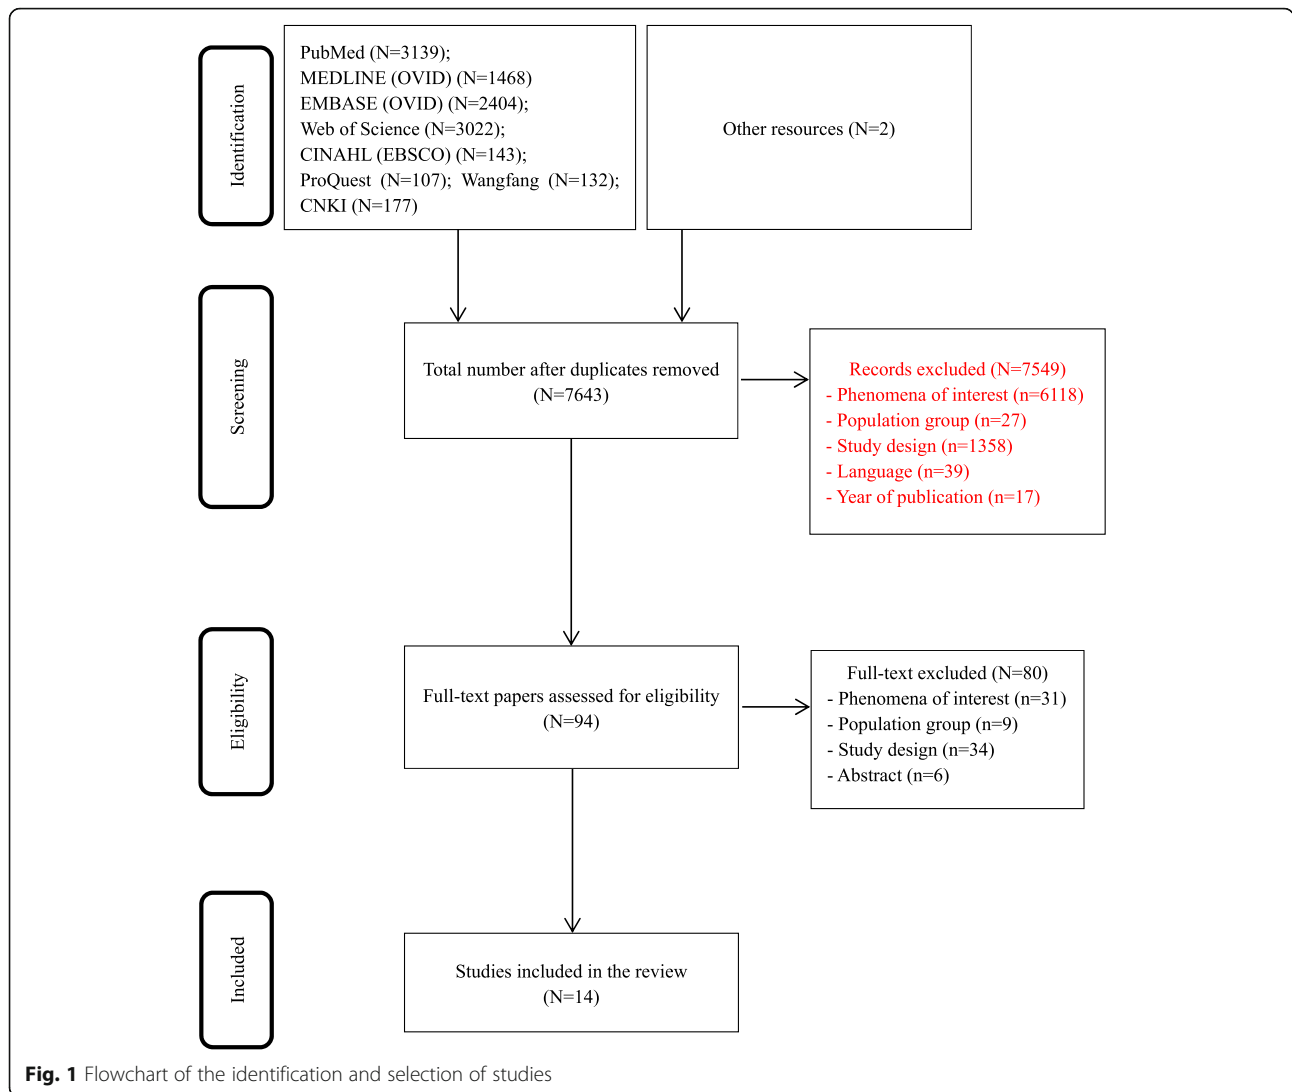 Identification
PubMed (N=3139);
MEDLINE (OVID) (N=1468)
EMBASE (OVID) (N=2404);
Web of Science (N=3022);
CINAHL (EBSCO) (N=143);
ProQuest (N=107); Wangfang (N=132);
CNKI (N=177)
Other resources (N=2)
Screening
Total number after duplicates removed
(N=7643)
Records excluded (N=7549)
- Phenomena of interest (n=6118)
- Population group (n=27)
- Study design (n=1358)
- Language (n=39)
- Year of publication (n=17)
Eligibility
Full-text papers assessed for eligibility
(N=94)
Full-text excluded (N=80)
- Phenomena of interest (n=31)
- Population group (n=9)
- Study design (n=34)
- Abstract (n=6)
Included
Studies included in the review
(N=14)
Fig. 1 Flowchart of the identification and selection of studies